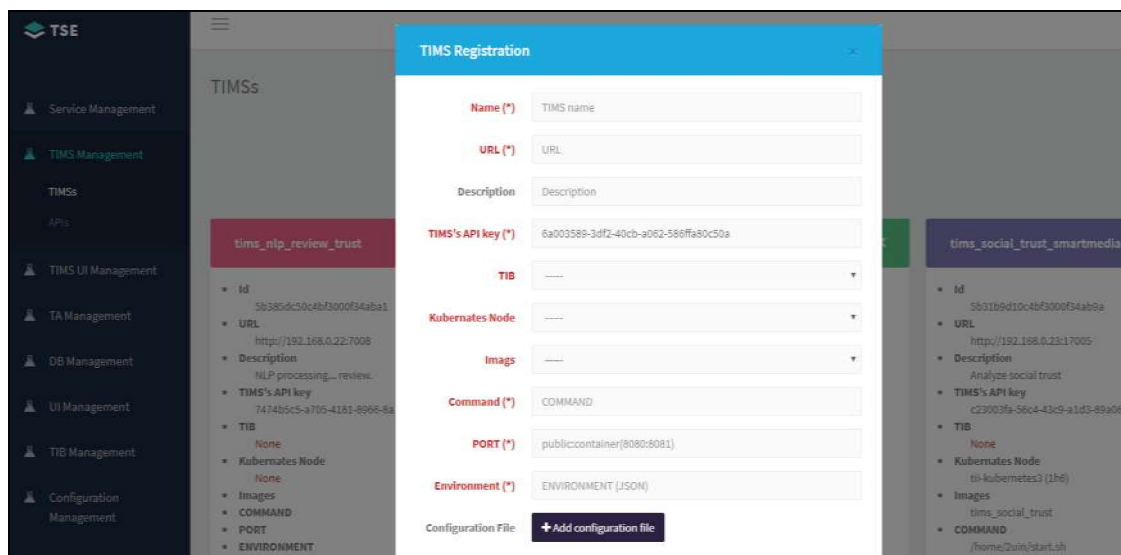 TSE
Service Management
TIMS Management
TIMSs
APIs
TIMS UI Management
TA Management
DB Management
UI Management
TIB Management
Configuration
Management
TIMSs
tims_nlp_review_trust
Id
5b385dc50c4bf3000f34aba1
URL
http://192.168.0.22:7008
Description
NLP processing... review.
TIMS's API key
7474b5c5-a705-4181-8966-8a
TIB
None
Kubernates Node
None
Images
COMMAND
PORT
ENVIRONMENT
TIMS Registration
×
Name (*) TIMS name
URL (*) URL
Description Description
TIMS's API key (*) 6a003589-3df2-40cb-a062-586ffa80c50a
TIB -----
Kubernates Node -----
Imags -----
Command (*) COMMAND
PORT (*) public:container(8080:8081)
Environment (*) ENVIRONMENT (JSON)
Configuration File + Add configuration file
tims_social_trust_smartmedia
Id
5b31b9d10c4bf3000f34ab9a
URL
http://192.168.0.23:17005
Description
Analyze social trust
TIMS's API key
c23003fa-56c4-43c9-a1d3-89a06
TIB
None
Kubernates Node
tii-kubernetes3 (1h6)
Images
tims_social_trust
COMMAND
/home/2uin/start.sh